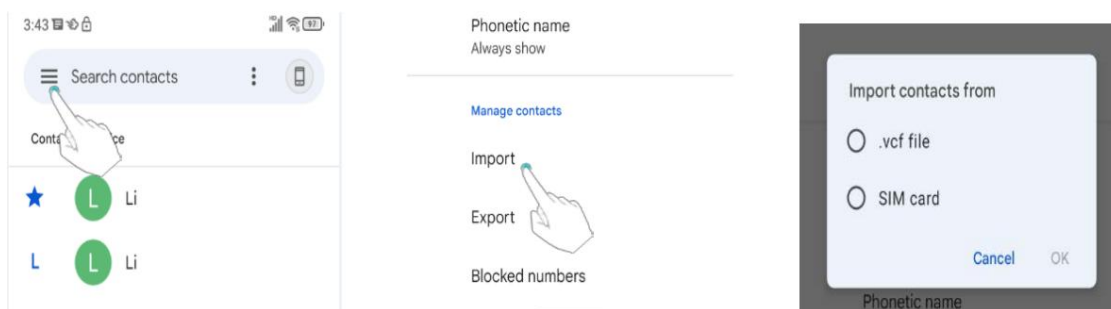 3:43
97
Search contacts
Li
L
Li
L
L
Phonetic name
Always show
Manage contacts
Import
Export
Blocked numbers
Import contacts from
.vcf file
SIM card
Cancel OK
Phonetic name